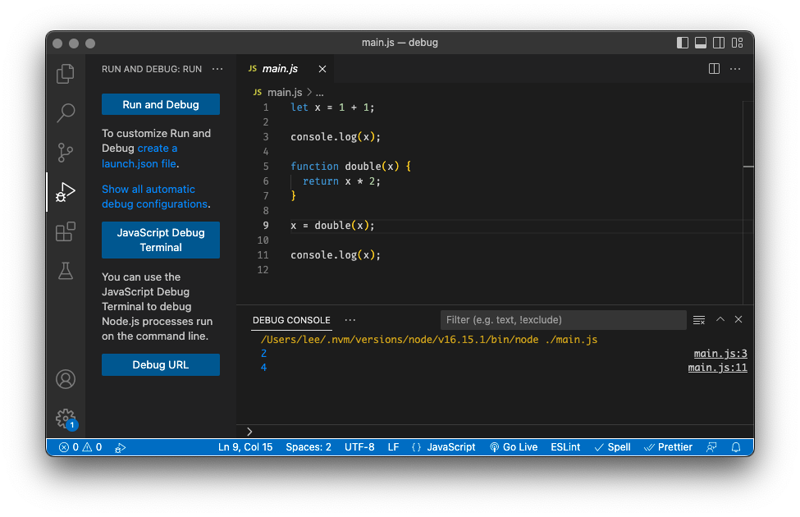 main.js — debug
RUN AND DEBUG: RUN ···
Run and Debug
To customize Run and
Debug create a
launch.json file.
Show all automatic
debug configurations.
JavaScript Debug
Terminal
You can use the
JavaScript Debug
Terminal to debug
Node.js processes run
on the command line.
Debug URL
1
JS main.js
JS main.js > ...
1 let x = 1 + 1;
2
3 console.log(x);
4
5 function double(x) {
6 return x * 2;
7 }
8
9 x = double(x);
10
11 console.log(x);
12
DEBUG CONSOLE ··· Filter (e.g. text, !exclude)
/Users/lee/.nvm/versions/node/v16.15.1/bin/node ./main.js
2 main.js:3
4 main.js:11
>
0 0 Ln 9, Col 15 Spaces: 2 UTF-8 LF {} JavaScript Go Live ESLint Spell Prettier